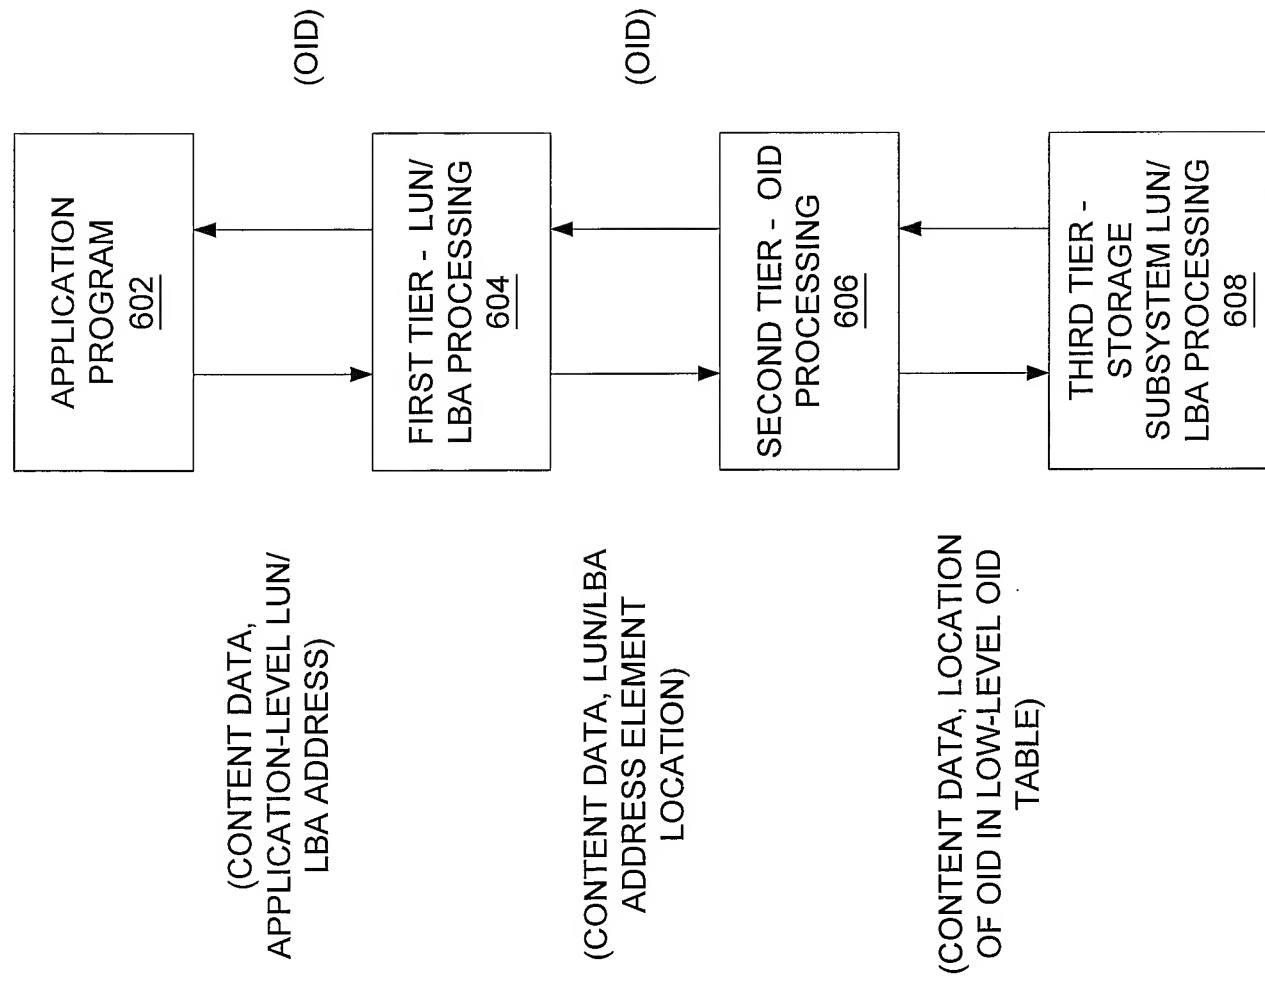 APPLICATION
PROGRAM
602
(OID)
(CONTENT DATA,
APPLICATION-LEVEL LUN/
LBA ADDRESS)
FIRST TIER - LUN/
LBA PROCESSING
604
(OID)
(CONTENT DATA, LUN/LBA
ADDRESS ELEMENT
LOCATION)
SECOND TIER - OID
PROCESSING
606
(CONTENT DATA, LOCATION
OF OID IN LOW-LEVEL OID
TABLE)
THIRD TIER -
STORAGE
SUBSYSTEM LUN/
LBA PROCESSING
608